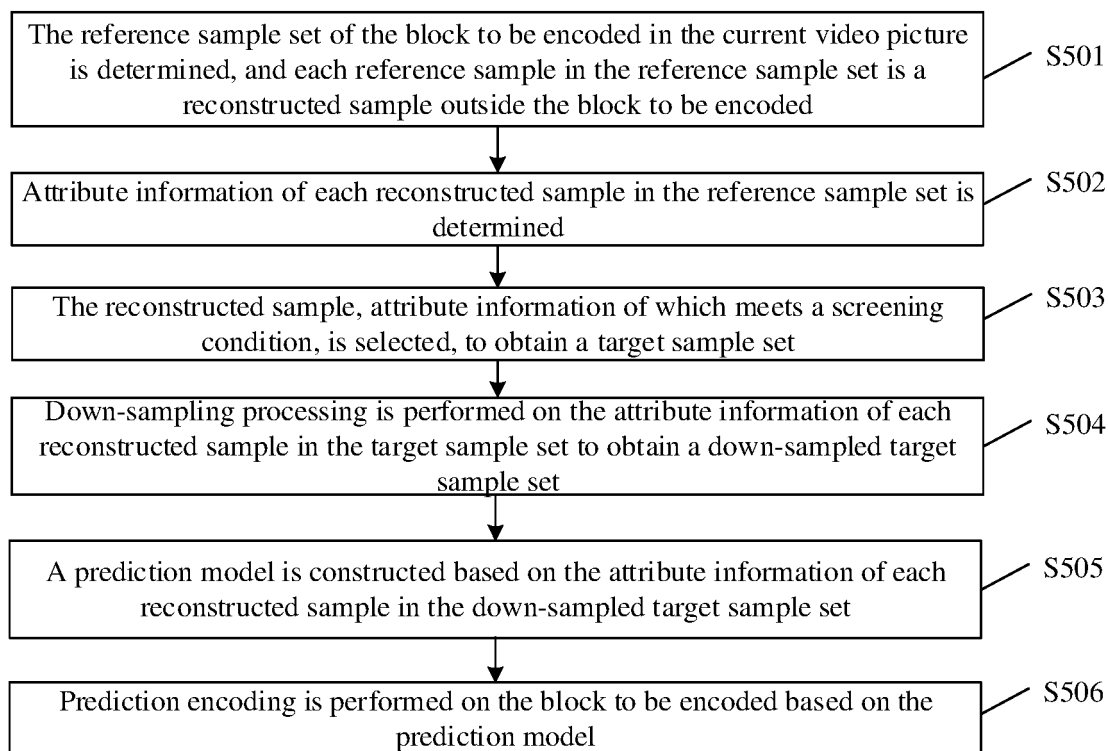 The reference sample set of the block to be encoded in the current video picture
is determined, and each reference sample in the reference sample set is a
reconstructed sample outside the block to be encoded
S501
Attribute information of each reconstructed sample in the reference sample set is
determined
S502
The reconstructed sample, attribute information of which meets a screening
condition, is selected, to obtain a target sample set
S503
Down-sampling processing is performed on the attribute information of each
reconstructed sample in the target sample set to obtain a down-sampled target
sample set
S504
A prediction model is constructed based on the attribute information of each
reconstructed sample in the down-sampled target sample set
S505
Prediction encoding is performed on the block to be encoded based on the
prediction model
S506